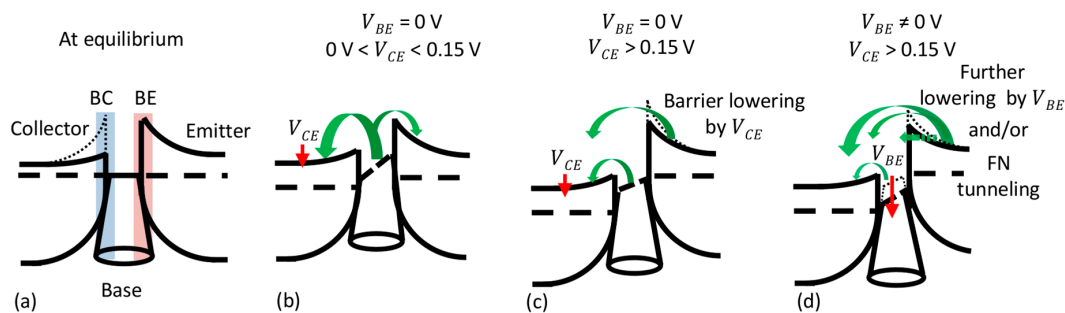 At equilibrium
BC
BE
Collector
Emitter
Base
(a)
V_BE = 0 V
0 V < V_CE < 0.15 V
V_CE
(b)
V_BE = 0 V
V_CE > 0.15 V
Barrier lowering
by V_CE
V_CE
(c)
V_BE ≠ 0 V
V_CE > 0.15 V
Further
lowering by V_BE
and/or
FN
tunneling
V_BE
(d)